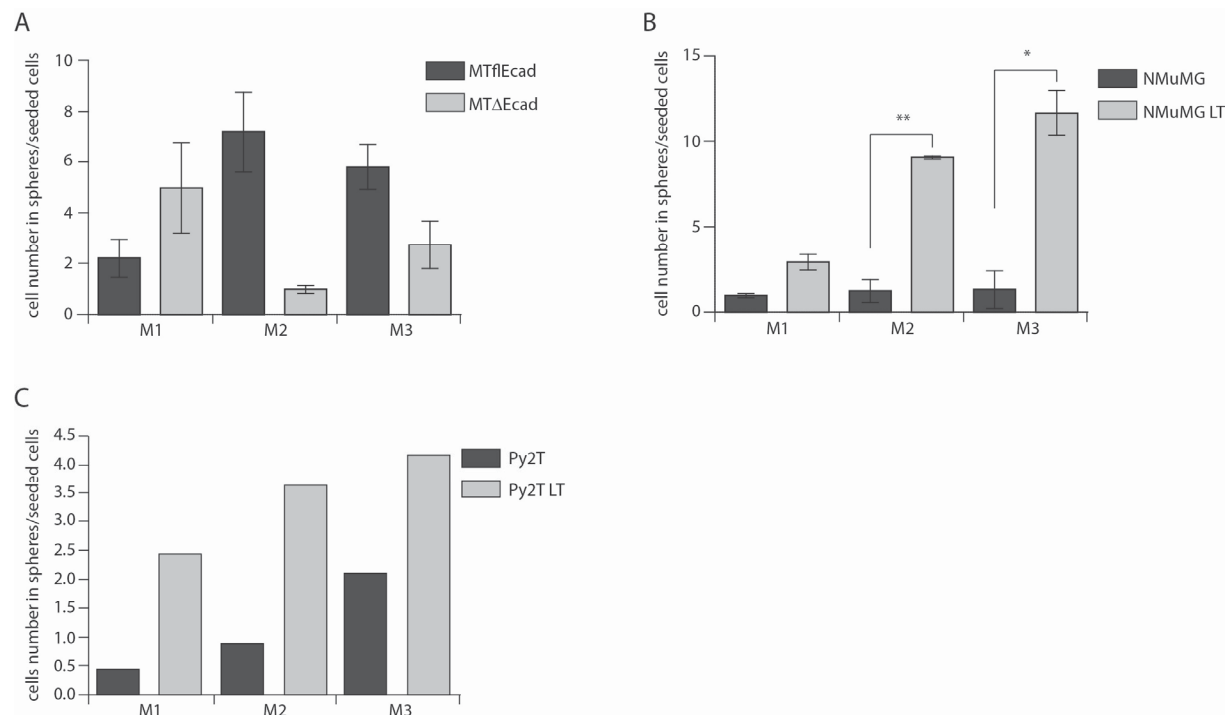 A
cell number in spheres/seeded cells
10
8
6
4
2
0
M1
M2
M3
MTflEcad
MTΔEcad
B
cell number in spheres/seeded cells
15
10
5
0
**
*
M1
M2
M3
NMuMG
NMuMG LT
C
cells number in spheres/seeded cells
4.5
4.0
3.5
3.0
2.5
2.0
1.5
1.0
0.5
0.0
M1
M2
M3
Py2T
Py2T LT